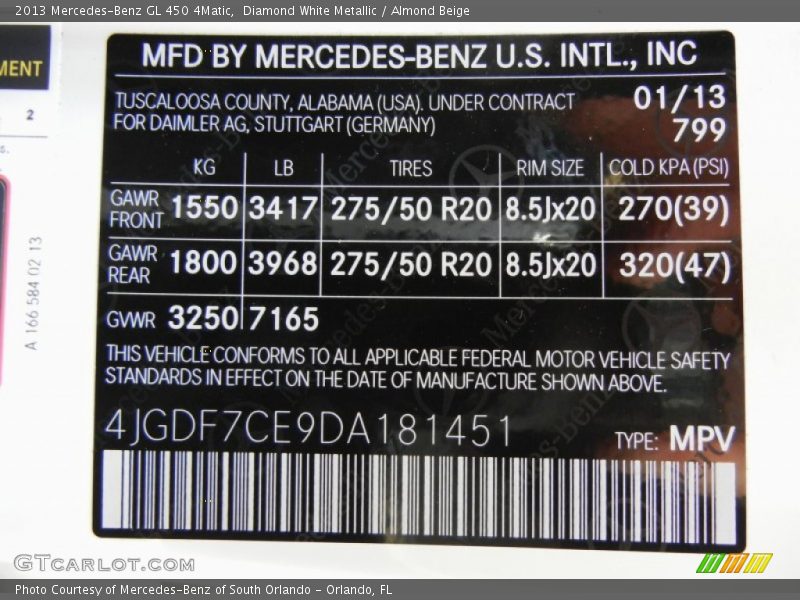 2013 Mercedes-Benz GL 450 4Matic,  Diamond White Metallic / Almond Beige
MENT
2
s.
A 166 584 02 13
MFD BY MERCEDES-BENZ U.S. INTL., INC
TUSCALOOSA COUNTY, ALABAMA (USA). UNDER CONTRACT
FOR DAIMLER AG, STUTTGART (GERMANY)
01/13
799
KG LB TIRES RIM SIZE COLD KPA (PSI)
GAWR FRONT 1550 3417 275/50 R20 8.5Jx20 270(39)
GAWR REAR 1800 3968 275/50 R20 8.5Jx20 320(47)
GVWR 3250 7165
THIS VEHICLE CONFORMS TO ALL APPLICABLE FEDERAL MOTOR VEHICLE SAFETY
STANDARDS IN EFFECT ON THE DATE OF MANUFACTURE SHOWN ABOVE.
4JGDF7CE9DA181451
TYPE: MPV
GTCARLOT.COM
Photo Courtesy of Mercedes-Benz of South Orlando - Orlando, FL